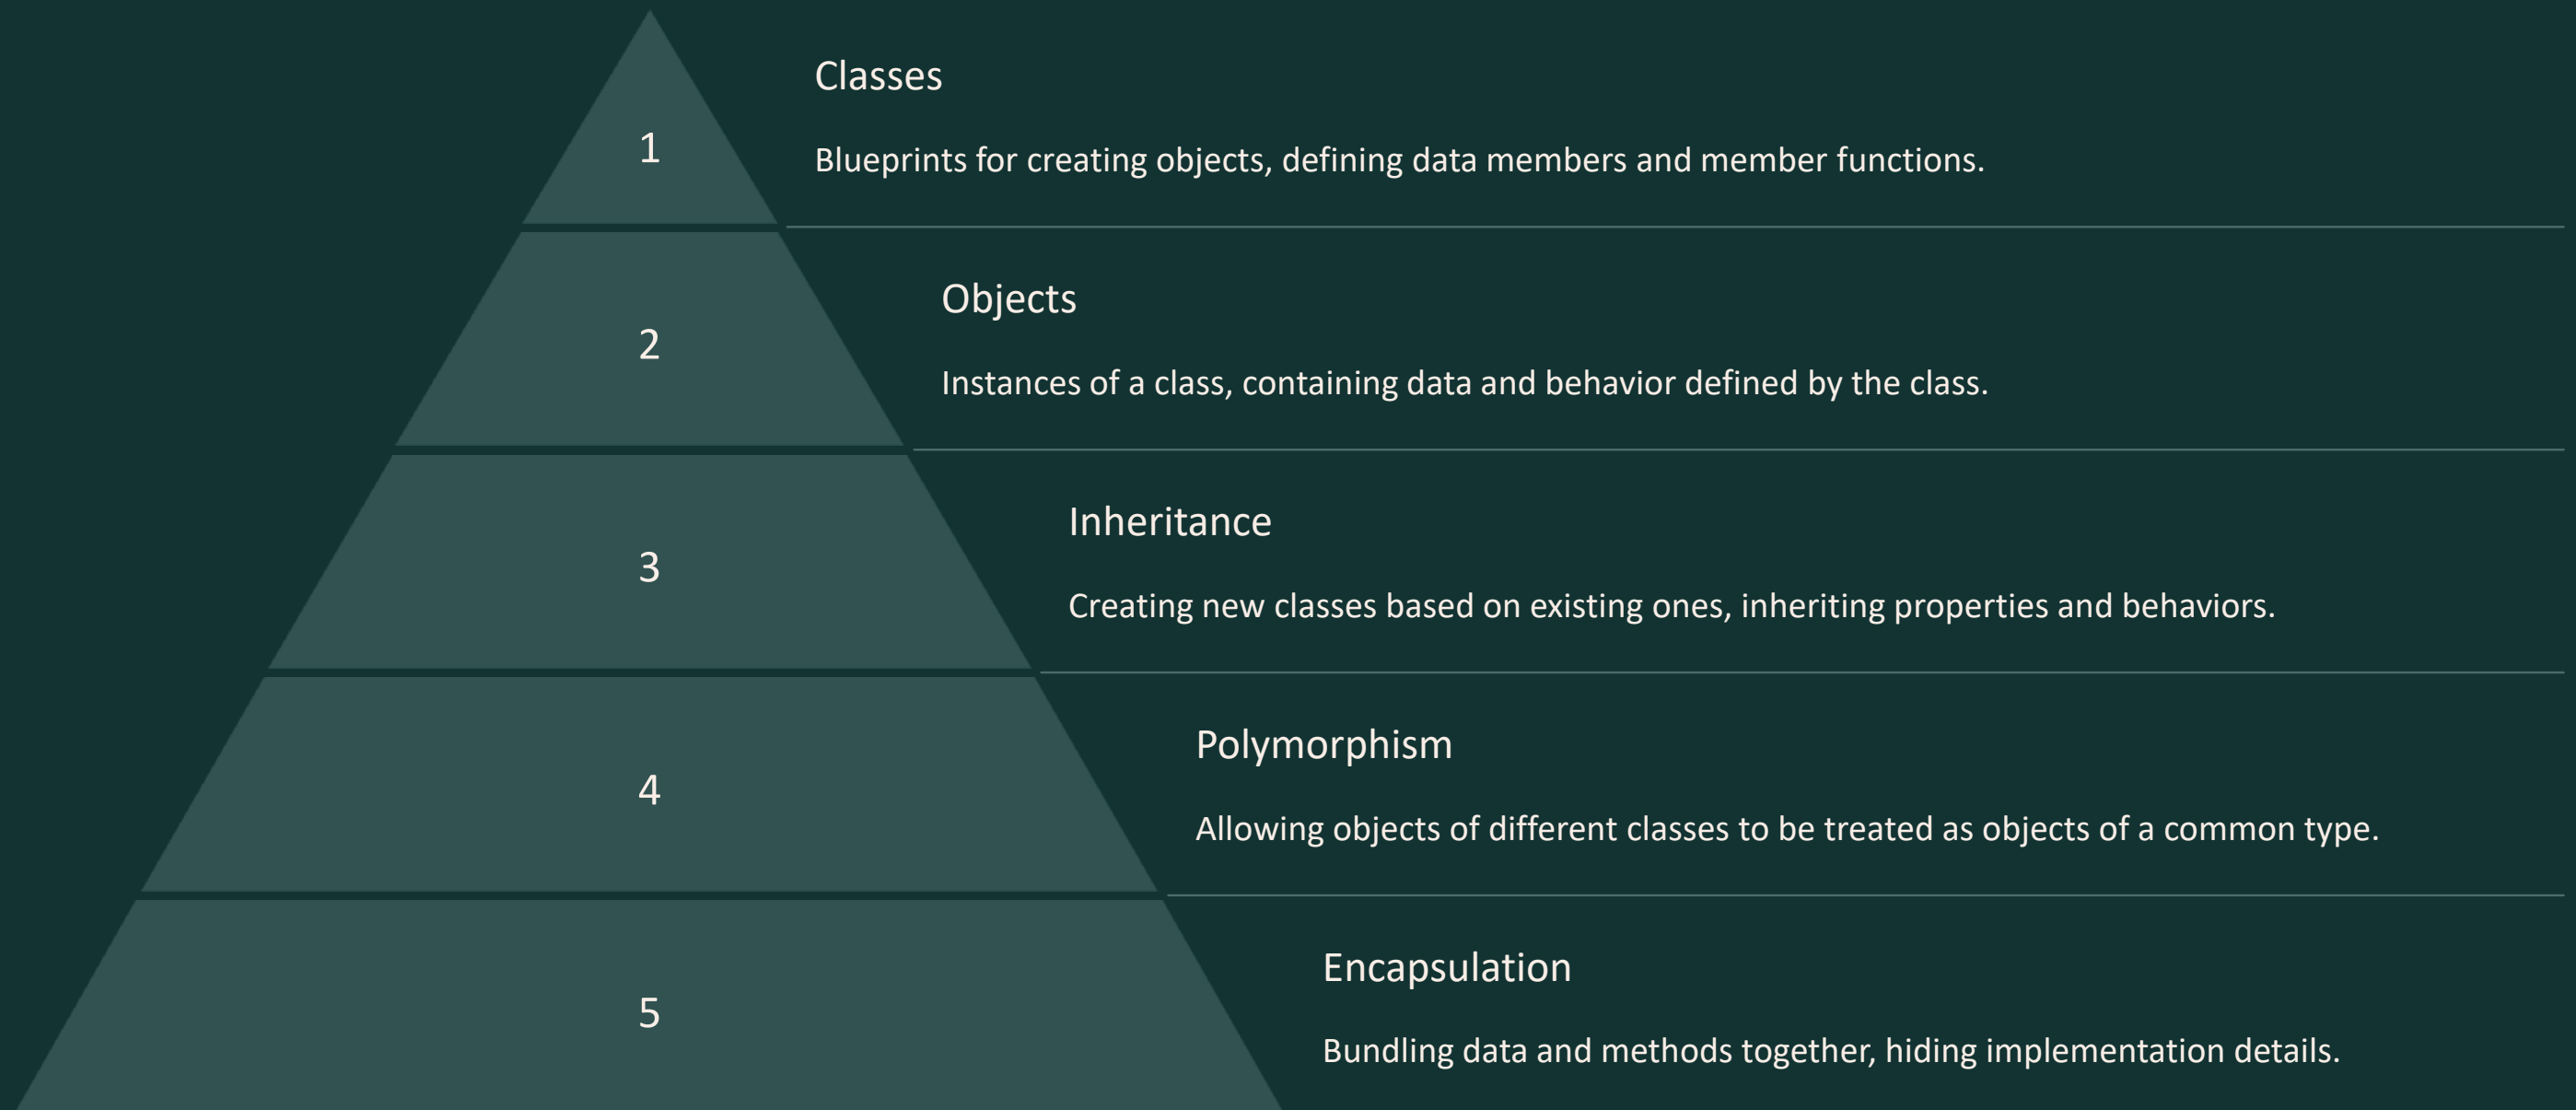 1
Classes
Blueprints for creating objects, defining data members and member functions.
2
Objects
Instances of a class, containing data and behavior defined by the class.
3
Inheritance
Creating new classes based on existing ones, inheriting properties and behaviors.
4
Polymorphism
Allowing objects of different classes to be treated as objects of a common type.
5
Encapsulation
Bundling data and methods together, hiding implementation details.